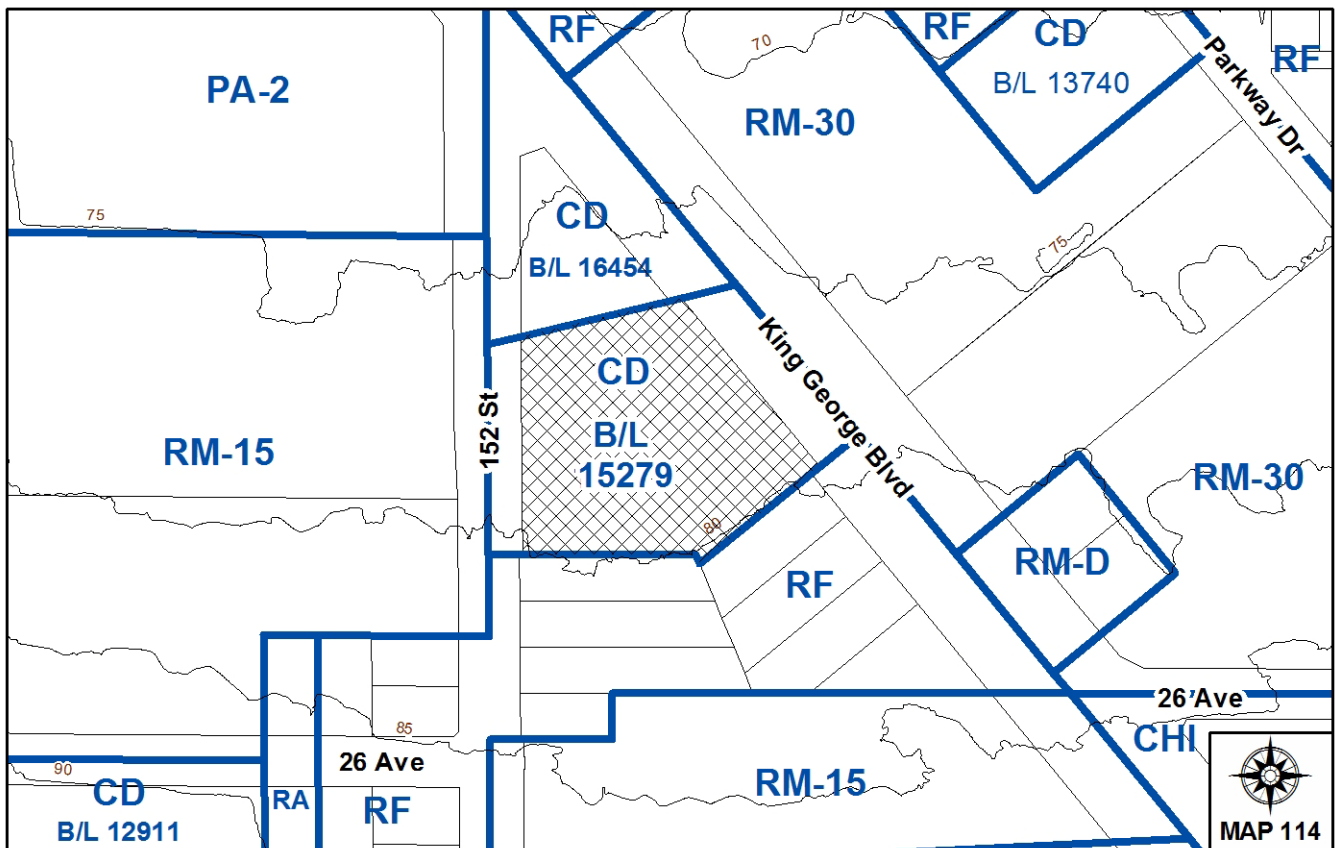 RF
RF
CD
B/L 13740
Parkway Dr
RF
70
PA-2
RM-30
75
CD
B/L 16454
75
King George Blvd
CD
B/L
15279
152 St
RM-15
RM-30
80
RM-D
RF
26 Ave
85
26 Ave
CHI
90
CD
B/L 12911
RA
RF
RM-15
MAP 114